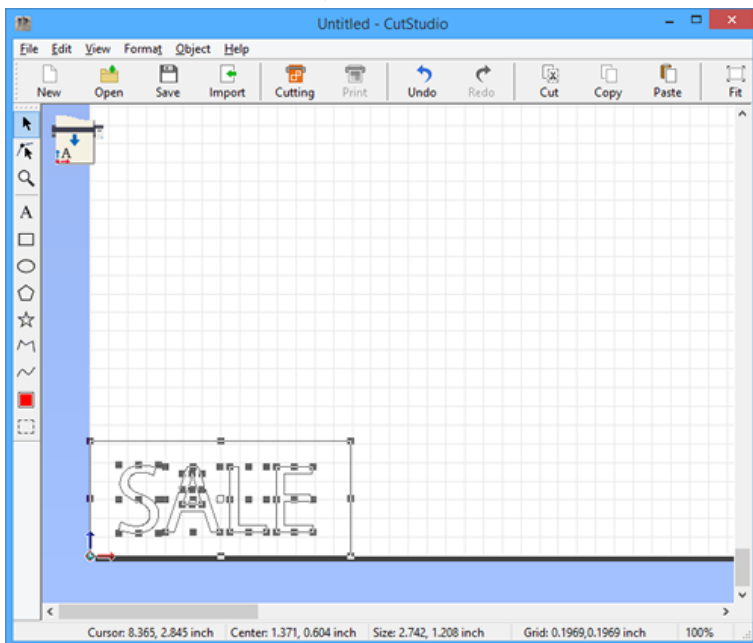 Untitled - CutStudio
File Edit View Format Object Help
New Open Save Import Cutting Print Undo Redo Cut Copy Paste Fit
A
A
SALE
Cursor: 8.365, 2.845 inch Center: 1.371, 0.604 inch Size: 2.742, 1.208 inch Grid: 0.1969,0.1969 inch 100%